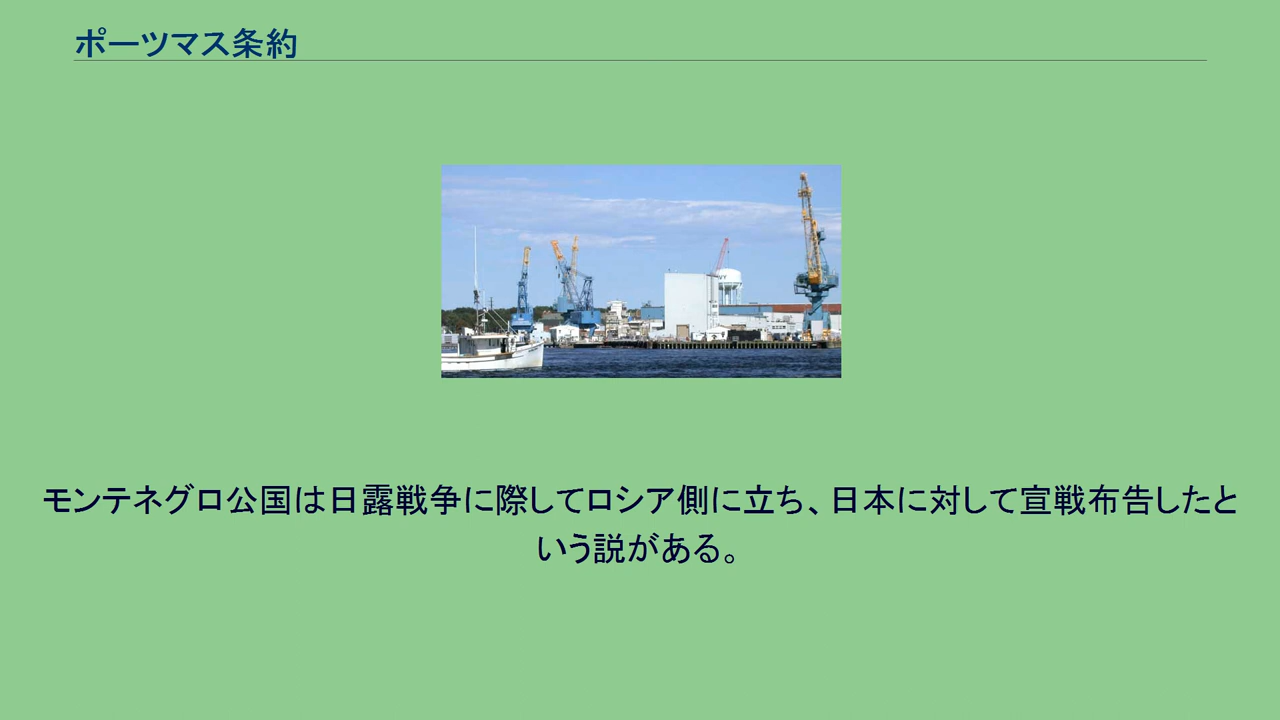 ポーツマス条約
モンテネグロ公国は日露戦争に際してロシア側に立ち、日本に対して宣戦布告したと
いう説がある。